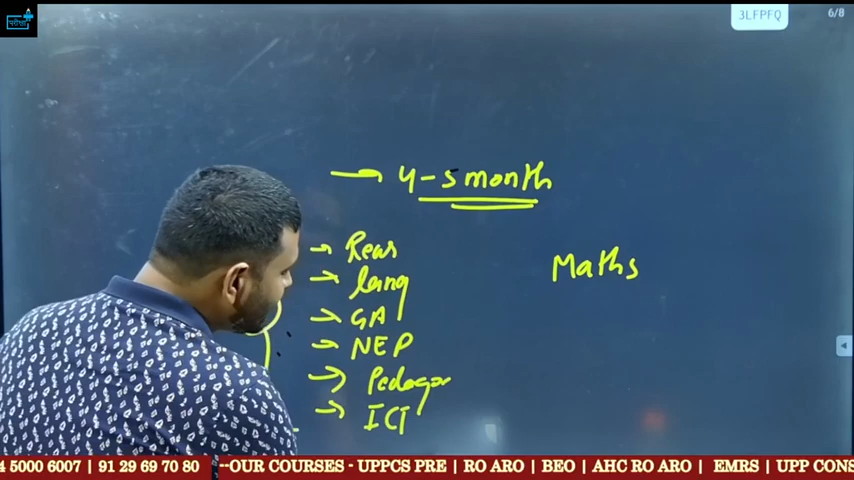 परीक्षा
3LFPFQ
6/8
→ 4-5 month
→ Reas
Maths
→ lang
→ GA
→ NEP
→ Pedagog
→ ICT
4 5000 6007 | 91 29 69 70 80 --OUR COURSES - UPPCS PRE | RO ARO | BEO | AHC RO ARO | EMRS | UPP CONS